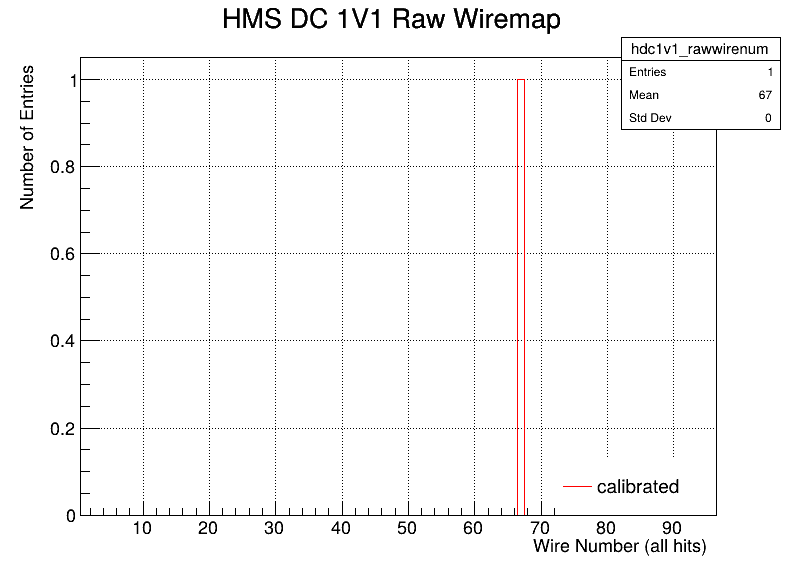 HMS DC 1V1 Raw Wiremap
hdc1v1_rawwirenum
Entries 1
Mean 67
Std Dev 0
Number of Entries
1
0.8
0.6
0.4
0.2
0
calibrated
10 20 30 40 50 60 70 80 90
Wire Number (all hits)